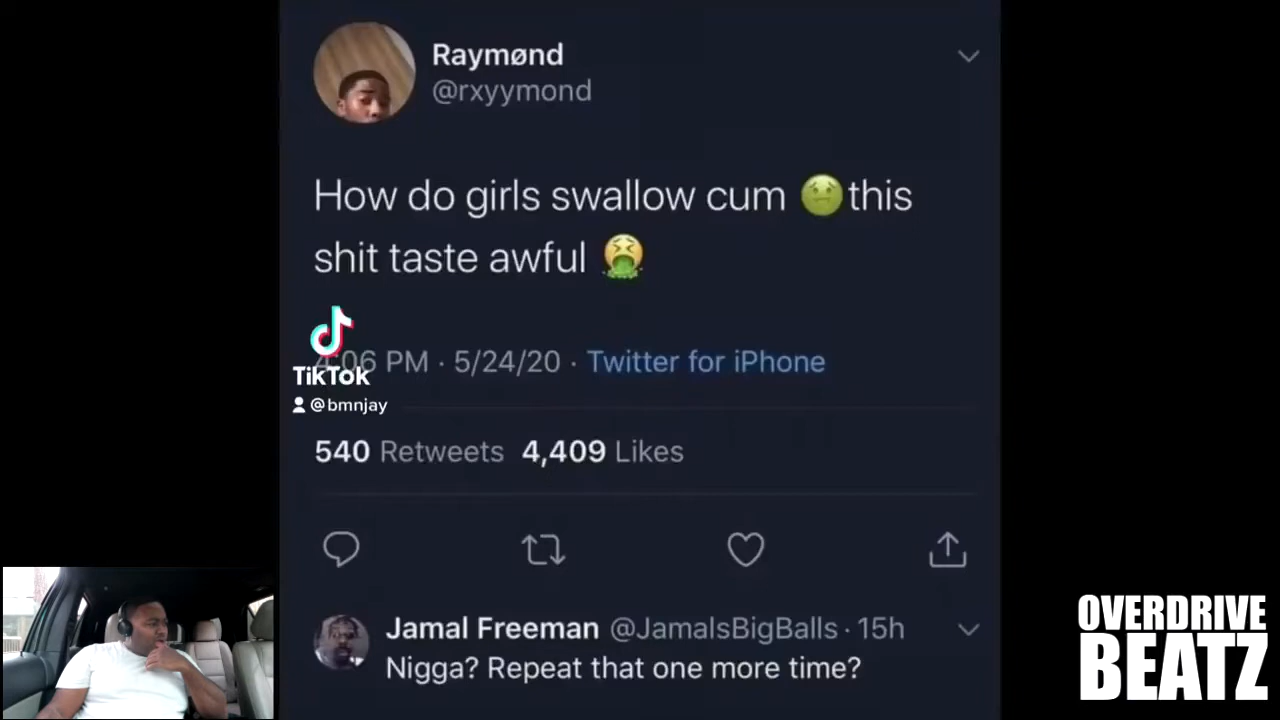 Raymønd
@rxyymond
How do girls swallow cum 🤢this
shit taste awful 🤮
TikTok
@bmnjay
4:06 PM · 5/24/20 · Twitter for iPhone
540 Retweets 4,409 Likes
Jamal Freeman @JamalsBigBalls · 15h
Nigga? Repeat that one more time?
OVERDRIVE
BEATZ